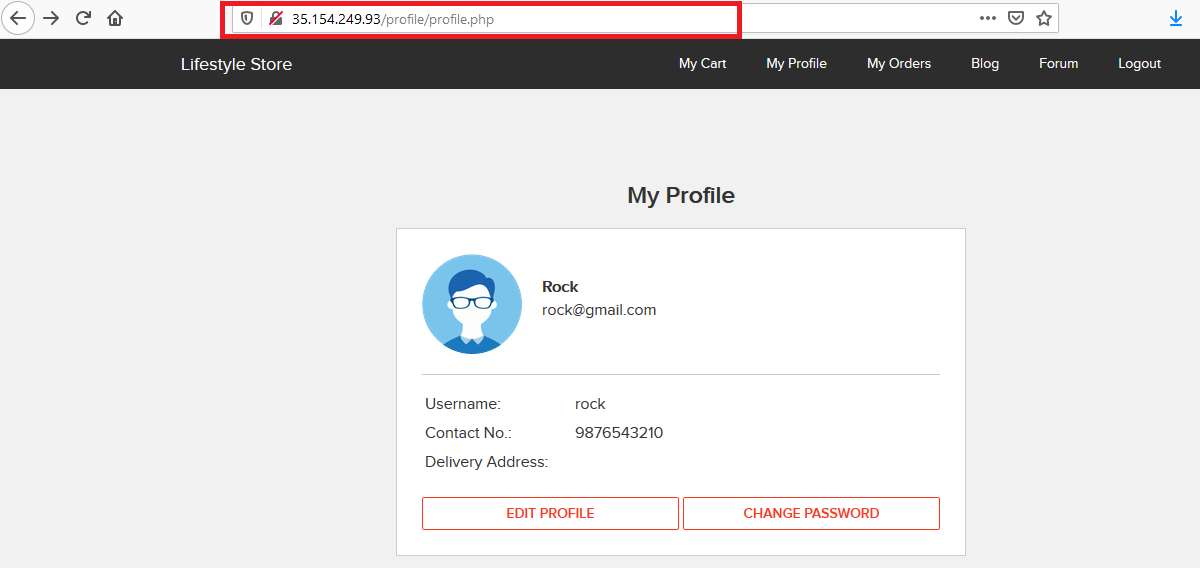 35.154.249.93/profile/profile.php
Lifestyle Store My Cart My Profile My Orders Blog Forum Logout
My Profile
Rock
rock@gmail.com
Username: rock
Contact No.: 9876543210
Delivery Address:
EDIT PROFILE CHANGE PASSWORD